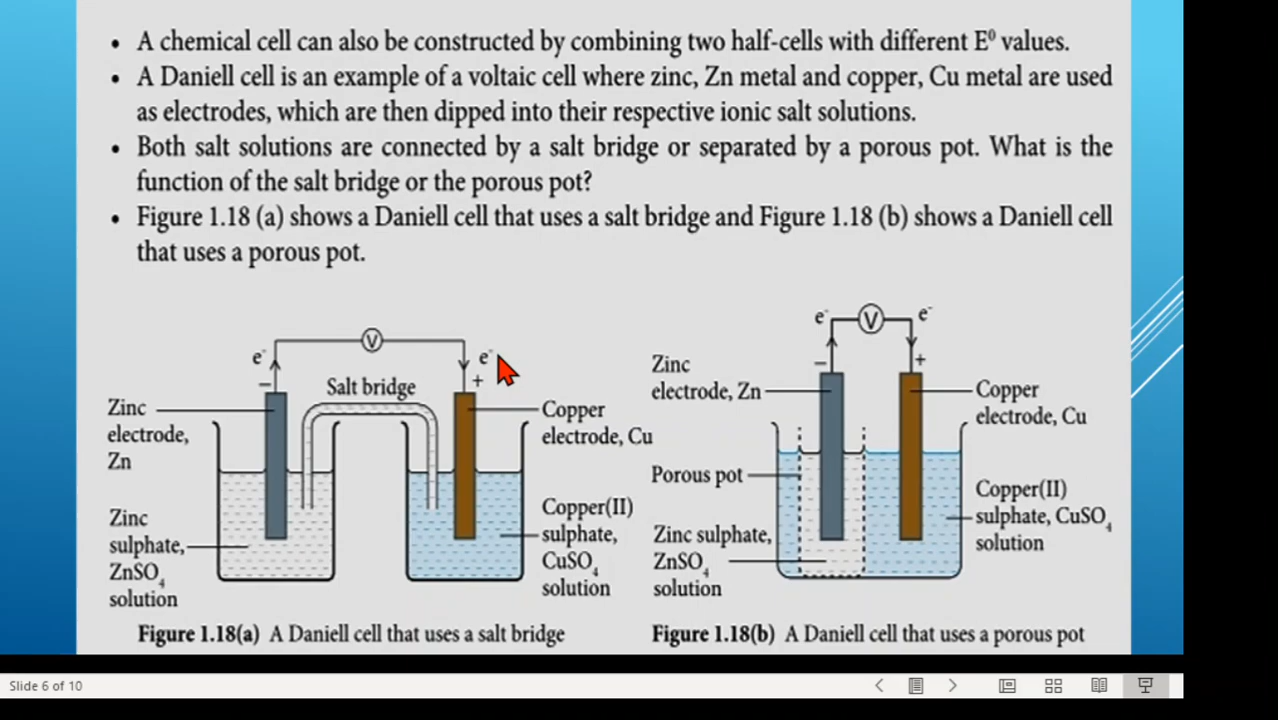 • A chemical cell can also be constructed by combining two half-cells with different E⁰ values.
• A Daniell cell is an example of a voltaic cell where zinc, Zn metal and copper, Cu metal are used
as electrodes, which are then dipped into their respective ionic salt solutions.
• Both salt solutions are connected by a salt bridge or separated by a porous pot. What is the
function of the salt bridge or the porous pot?
• Figure 1.18 (a) shows a Daniell cell that uses a salt bridge and Figure 1.18 (b) shows a Daniell cell
that uses a porous pot.
e⁻
V
e⁻
−
+
Salt bridge
Zinc
electrode,
Zn
Copper
electrode, Cu
Zinc
sulphate,
ZnSO₄
solution
Copper(II)
sulphate,
CuSO₄
solution
Figure 1.18(a) A Daniell cell that uses a salt bridge
e⁻
V
e⁻
−
+
Zinc
electrode, Zn
Copper
electrode, Cu
Porous pot
Zinc sulphate,
ZnSO₄
solution
Copper(II)
sulphate, CuSO₄
solution
Figure 1.18(b) A Daniell cell that uses a porous pot
Slide 6 of 10